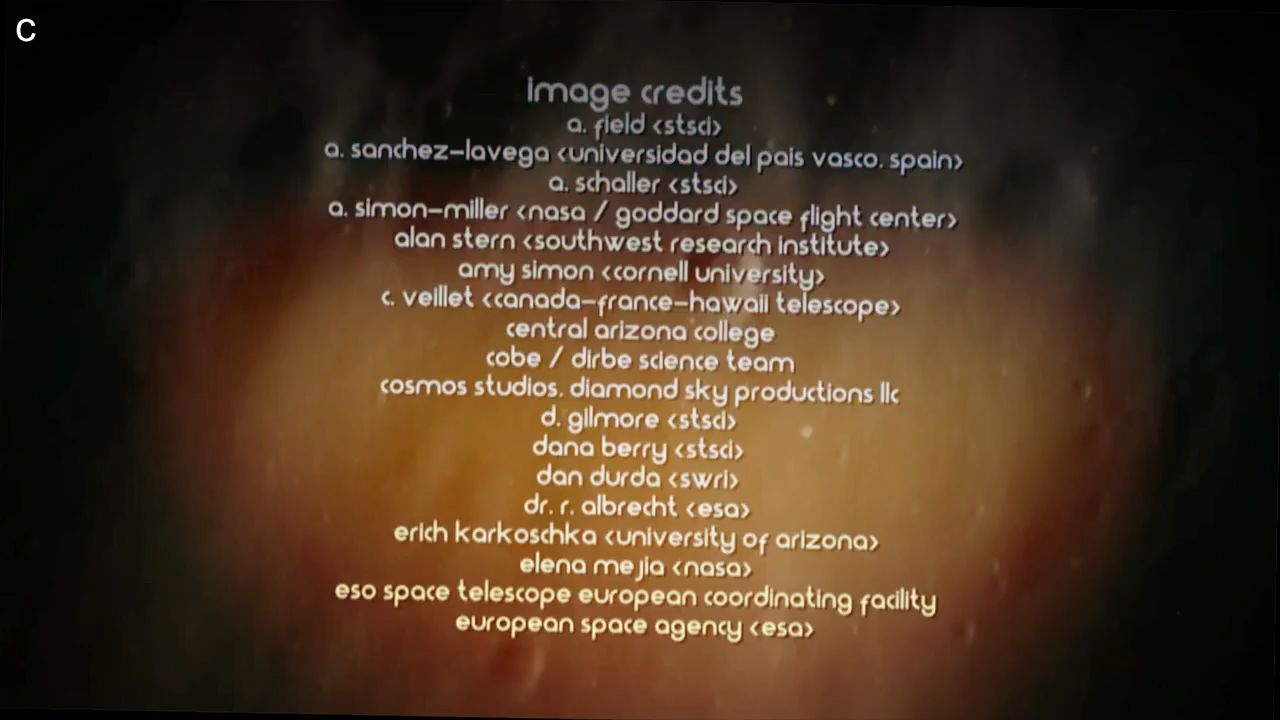 C
image credits
a. field <stsci>
a. sanchez-lavega <universidad del pais vasco. spain>
a. schaller <stsci>
a. simon-miller <nasa / goddard space flight center>
alan stern <southwest research institute>
amy simon <cornell university>
c. veillet <canada-france-hawaii telescope>
central arizona college
cobe / dirbe science team
cosmos studios. diamond sky productions llc
d. gilmore <stsci>
dana berry <stsci>
dan durda <swri>
dr. r. albrecht <esa>
erich karkoschka <university of arizona>
elena mejia <nasa>
eso space telescope european coordinating facility
european space agency <esa>